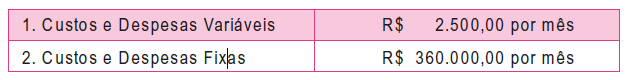 1. Custos e Despesas Variáveis R$ 2.500,00 por mês
2. Custos e Despesas Fixas R$ 360.000,00 por mês